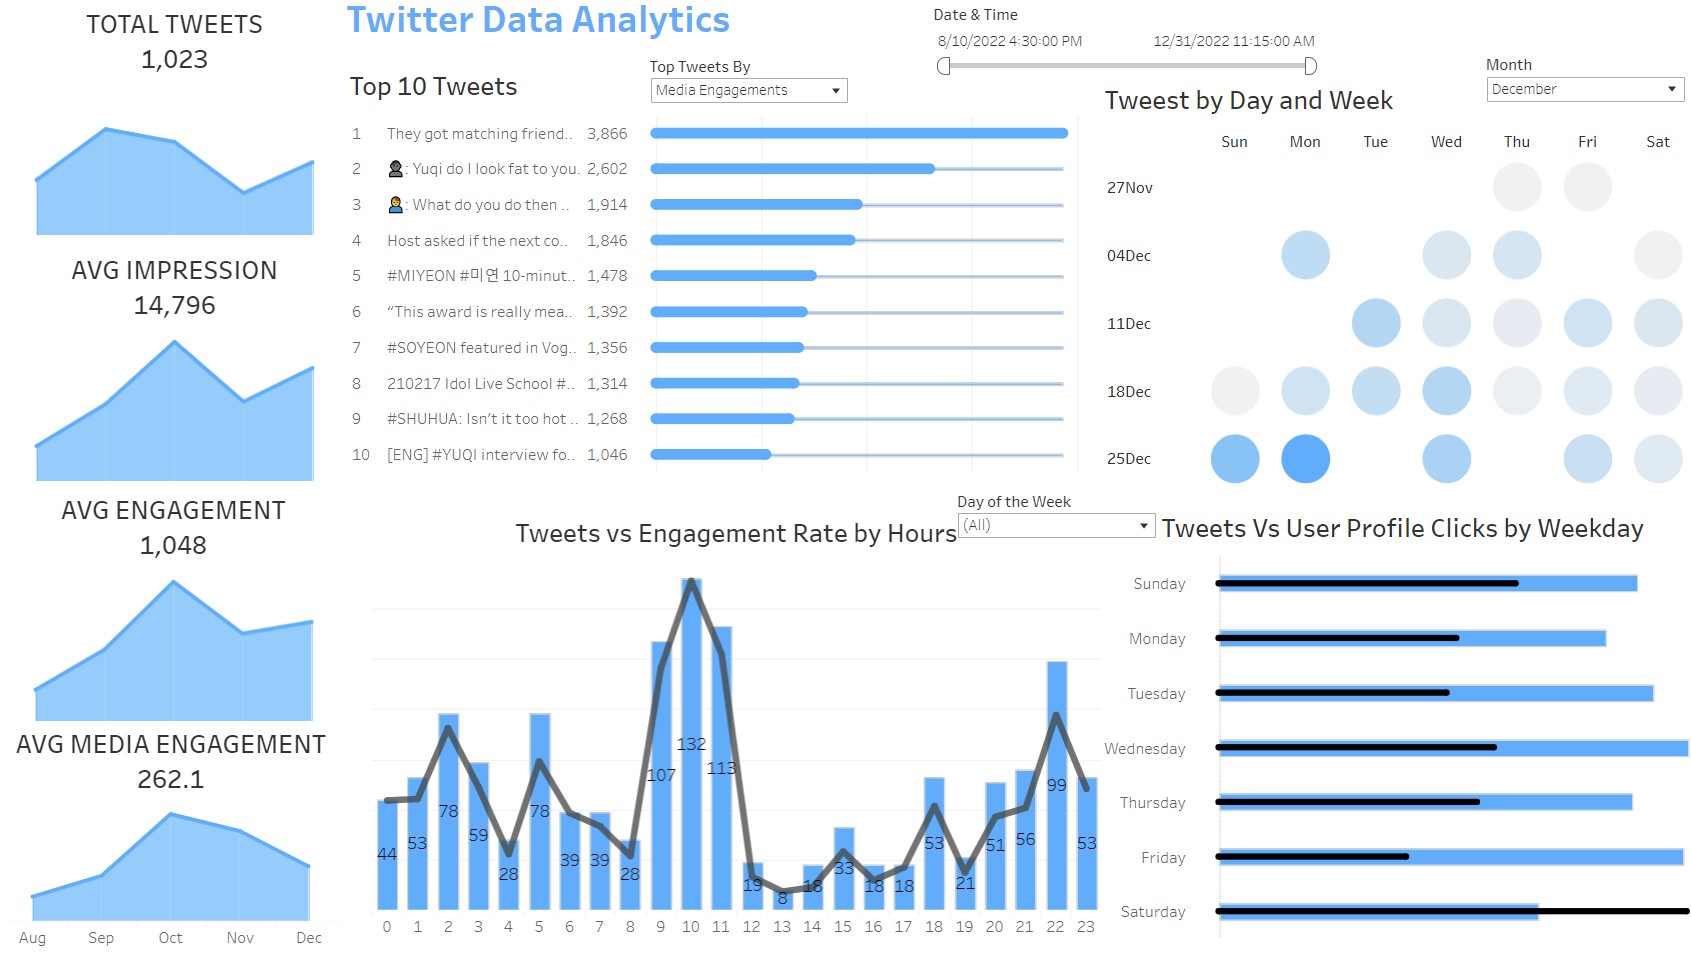 TOTAL TWEETS
1,023
AVG IMPRESSION
14,796
AVG ENGAGEMENT
1,048
AVG MEDIA ENGAGEMENT
262.1
Aug Sep Oct Nov Dec
Twitter Data Analytics
Date & Time
8/10/2022 4:30:00 PM 12/31/2022 11:15:00 AM
Top 10 Tweets
Top Tweets By
Media Engagements
1 They got matching friend.. 3,866
2 : Yuqi do I look fat to you. 2,602
3 : What do you do then .. 1,914
4 Host asked if the next co.. 1,846
5 #MIYEON #미연 10-minut.. 1,478
6 “This award is really mea.. 1,392
7 #SOYEON featured in Vog.. 1,356
8 210217 Idol Live School #.. 1,314
9 #SHUHUA: Isn’t it too hot .. 1,268
10 [ENG] #YUQI interview fo.. 1,046
Month
December
Tweest by Day and Week
Sun Mon Tue Wed Thu Fri Sat
27Nov
04Dec
11Dec
18Dec
25Dec
Tweets vs Engagement Rate by Hours
Day of the Week
(All)
44 53 78 59 28 78 39 39 28 107 132 113 19 8 18 33 18 18 53 21 51 56 99 53
0 1 2 3 4 5 6 7 8 9 10 11 12 13 14 15 16 17 18 19 20 21 22 23
Tweets Vs User Profile Clicks by Weekday
Sunday
Monday
Tuesday
Wednesday
Thursday
Friday
Saturday